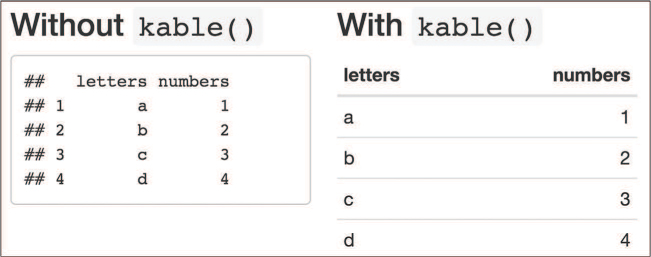 Without kable()
##   letters numbers
## 1       a       1
## 2       b       2
## 3       c       3
## 4       d       4
With kable()
letters numbers
a 1
b 2
c 3
d 4